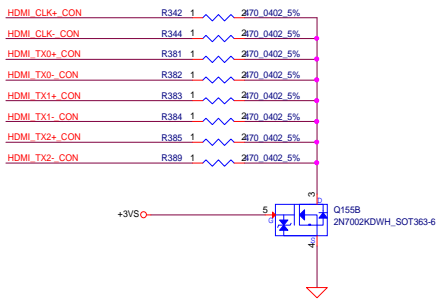 HDMI_CLK+_CON R342 1 2 470_0402_5%
HDMI_CLK-_CON R344 1 2 470_0402_5%
HDMI_TX0+_CON R381 1 2 470_0402_5%
HDMI_TX0-_CON R382 1 2 470_0402_5%
HDMI_TX1+_CON R383 1 2 470_0402_5%
HDMI_TX1-_CON R384 1 2 470_0402_5%
HDMI_TX2+_CON R385 1 2 470_0402_5%
HDMI_TX2-_CON R389 1 2 470_0402_5%
3
D
+3VS 5 G Q155B
2N7002KDWH_SOT363-6
S
4